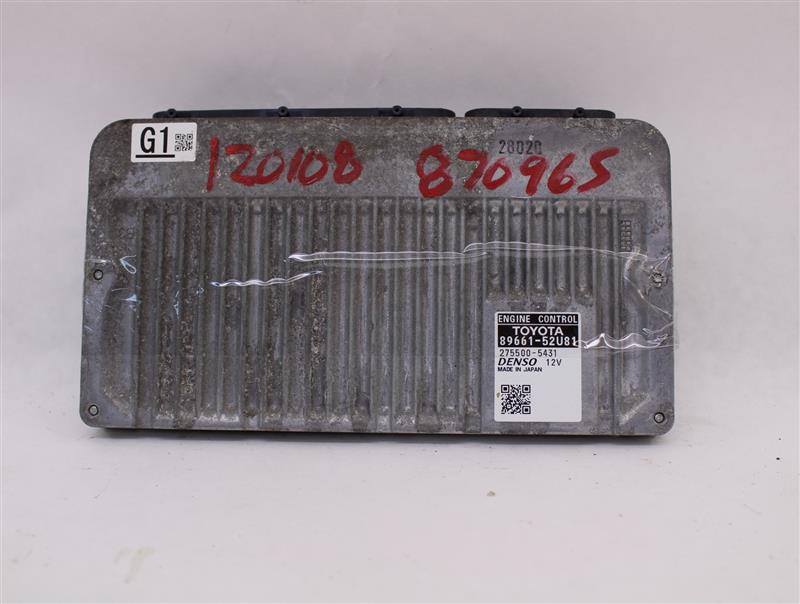 G1
120108 870965
28020
ENGINE CONTROL
TOYOTA
89661-52U81
275500-5431
DENSO 12V
MADE IN JAPAN